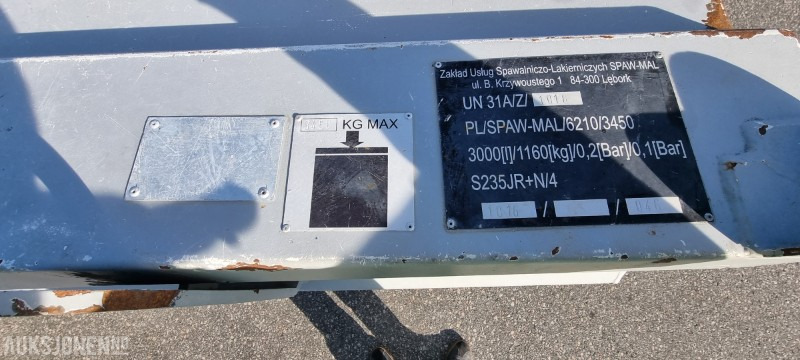 Zakład Usług Spawalniczo-Lakierniczych SPAW-MAL
ul. B. Krzywoustego 1 84-300 Lębork
UN 31A/Z/
PL/SPAW-MAL/6210/3450
3000[l]/1160[kg]/0,2[Bar]/0,1[Bar]
S235JR+N/4
/ /
KG MAX
AUKSJONEN.NO